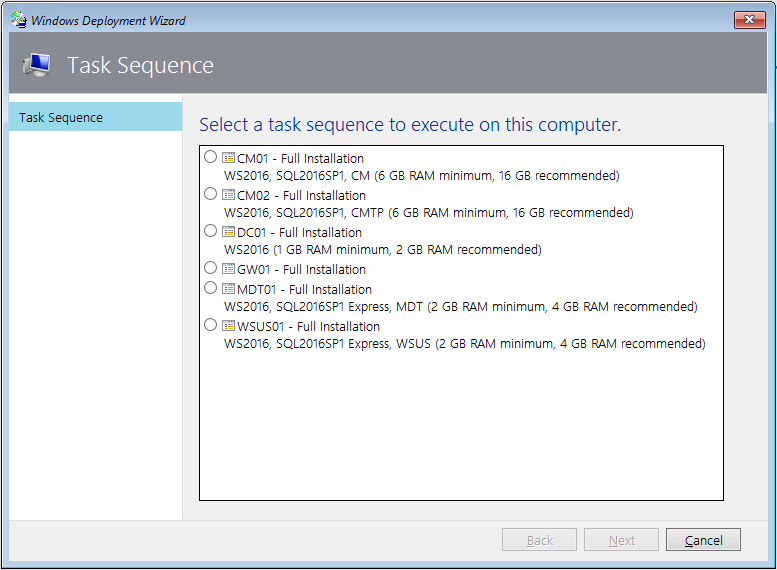 Windows Deployment Wizard
Task Sequence
Task Sequence
Select a task sequence to execute on this computer.
CM01 - Full Installation
WS2016, SQL2016SP1, CM (6 GB RAM minimum, 16 GB recommended)
CM02 - Full Installation
WS2016, SQL2016SP1, CMTP (6 GB RAM minimum, 16 GB recommended)
DC01 - Full Installation
WS2016 (1 GB RAM minimum, 2 GB RAM recommended)
GW01 - Full Installation
MDT01 - Full Installation
WS2016, SQL2016SP1 Express, MDT (2 GB RAM minimum, 4 GB RAM recommended)
WSUS01 - Full Installation
WS2016, SQL2016SP1 Express, WSUS (2 GB RAM minimum, 4 GB RAM recommended)
Back Next Cancel